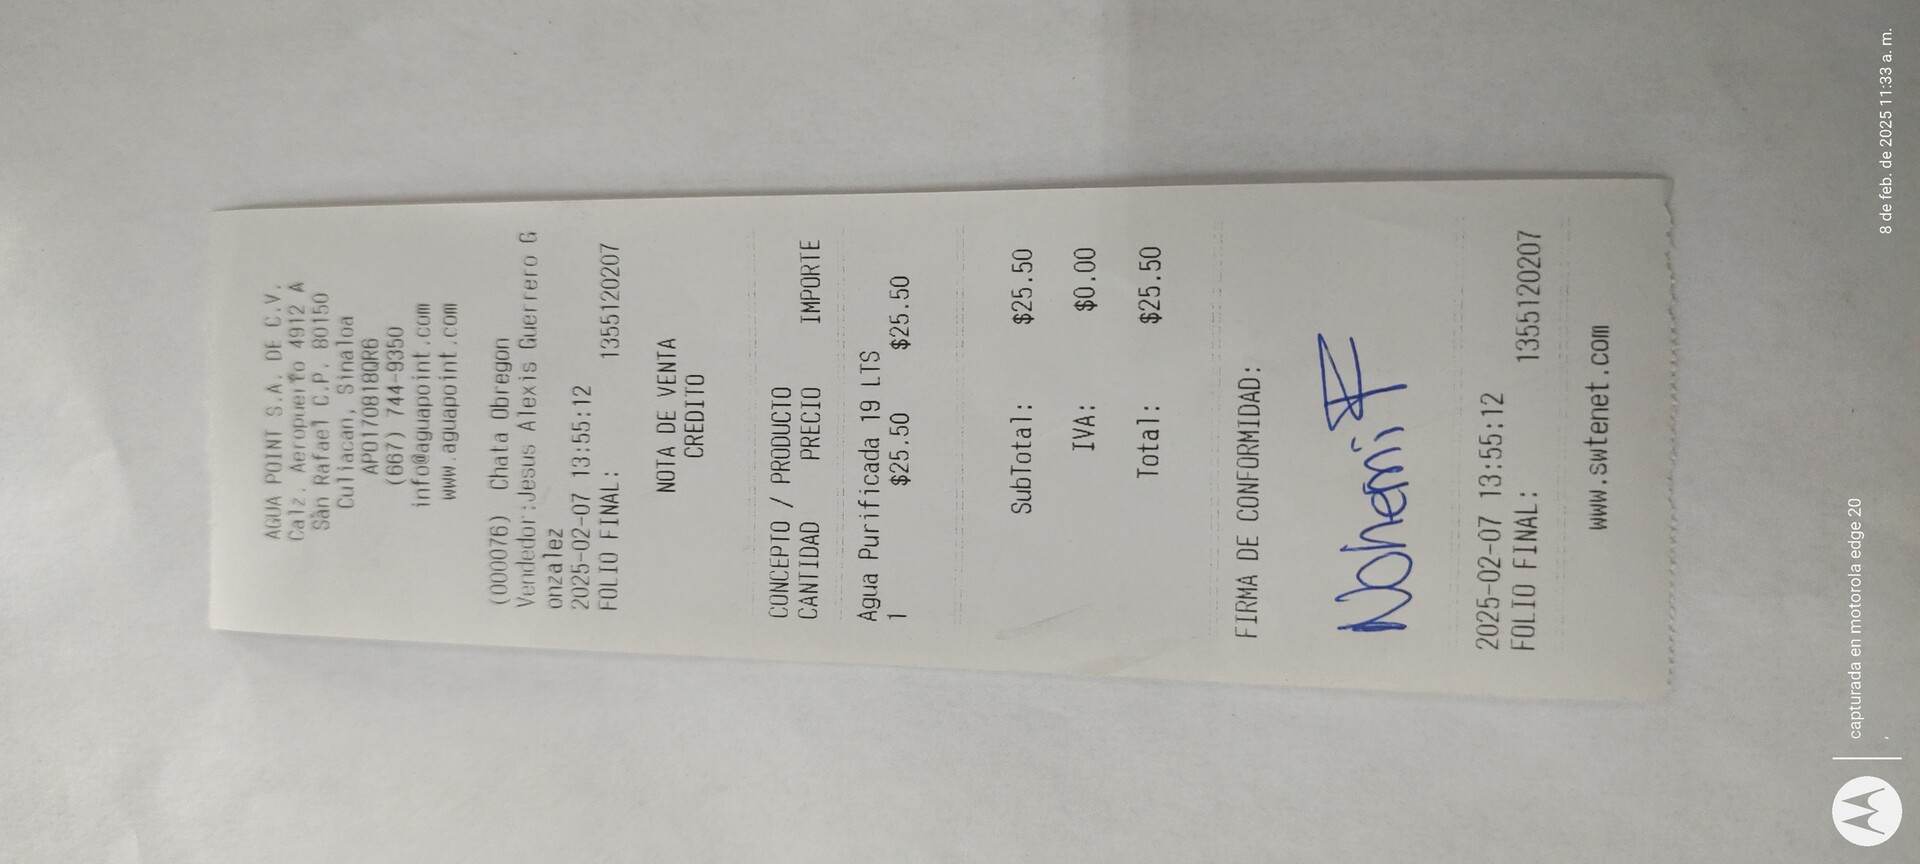 AGUA POINT S.A. DE C.V.
Calz. Aeropuerto 4912 A
San Rafael C.P. 80150
Culiacan, Sinaloa
APO170818QR6
(667) 744-9350
info@aguapoint.com
www.aguapoint.com
(000076) Chata Obregon
Vendedor:Jesus Alexis Guerrero G
onzalez
2025-02-07 13:55:12
FOLIO FINAL: 1355120207
NOTA DE VENTA
CREDITO
CONCEPTO / PRODUCTO
CANTIDAD PRECIO IMPORTE
Agua Purificada 19 LTS
1 $25.50 $25.50
SubTotal: $25.50
IVA: $0.00
Total: $25.50
FIRMA DE CONFORMIDAD:
Nohemi F
2025-02-07 13:55:12
FOLIO FINAL: 1355120207
www.swtenet.com
capturada en motorola edge 20
8 de feb. de 2025 11:33 a. m.